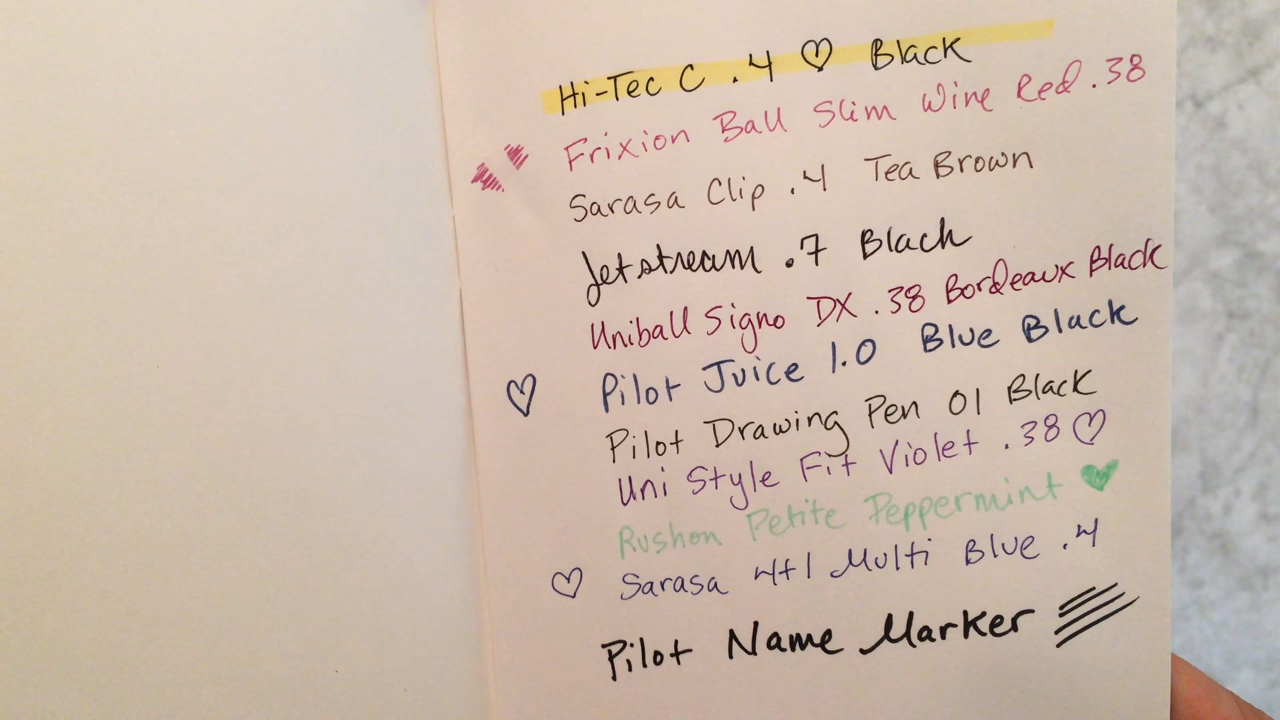 Hi-Tec C .4 ♡ Black
Frixion Ball Slim Wine Red .38
Sarasa Clip .4 Tea Brown
Jetstream .7 Black
Uniball Signo DX .38 Bordeaux Black
♡ Pilot Juice 1.0 Blue Black
Pilot Drawing Pen 01 Black
Uni Style Fit Violet .38 ♡
Rushon Petite Peppermint ♥
♡ Sarasa 4+1 Multi Blue .4
Pilot Name Marker